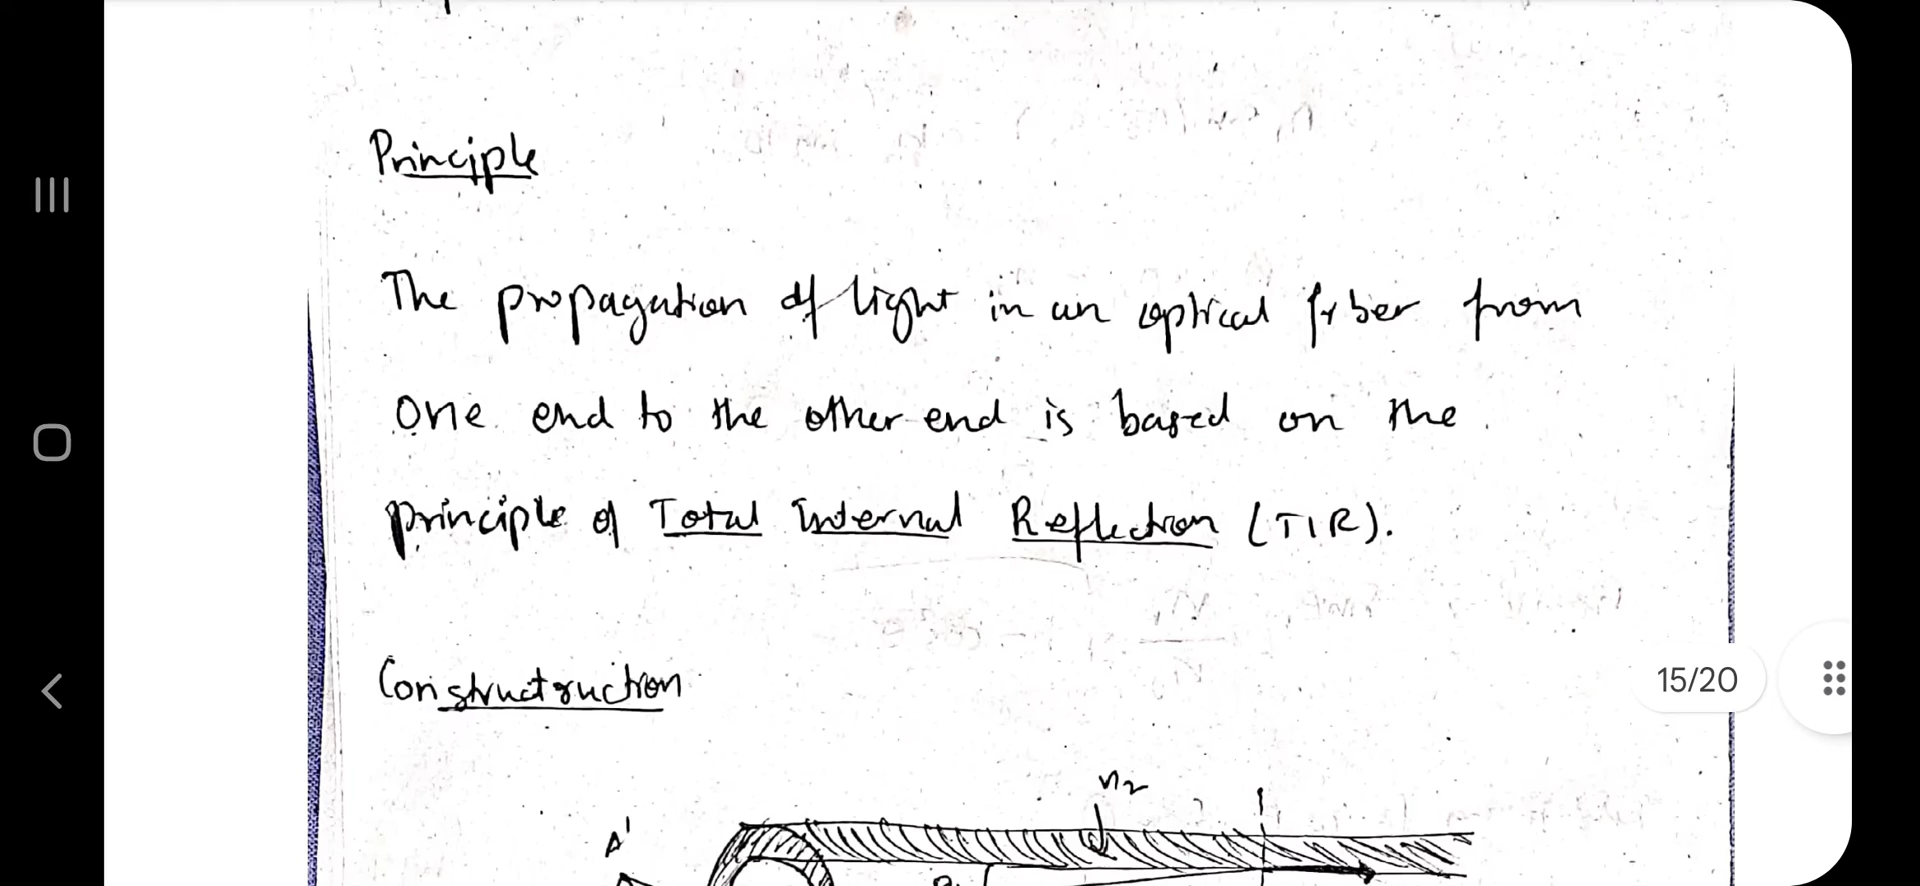 Principle
The propagation of light in an optical fiber from
one end to the other end is based on the
principle of Total Internal Reflection (TIR).
Constructruction
15/20
n2
A'